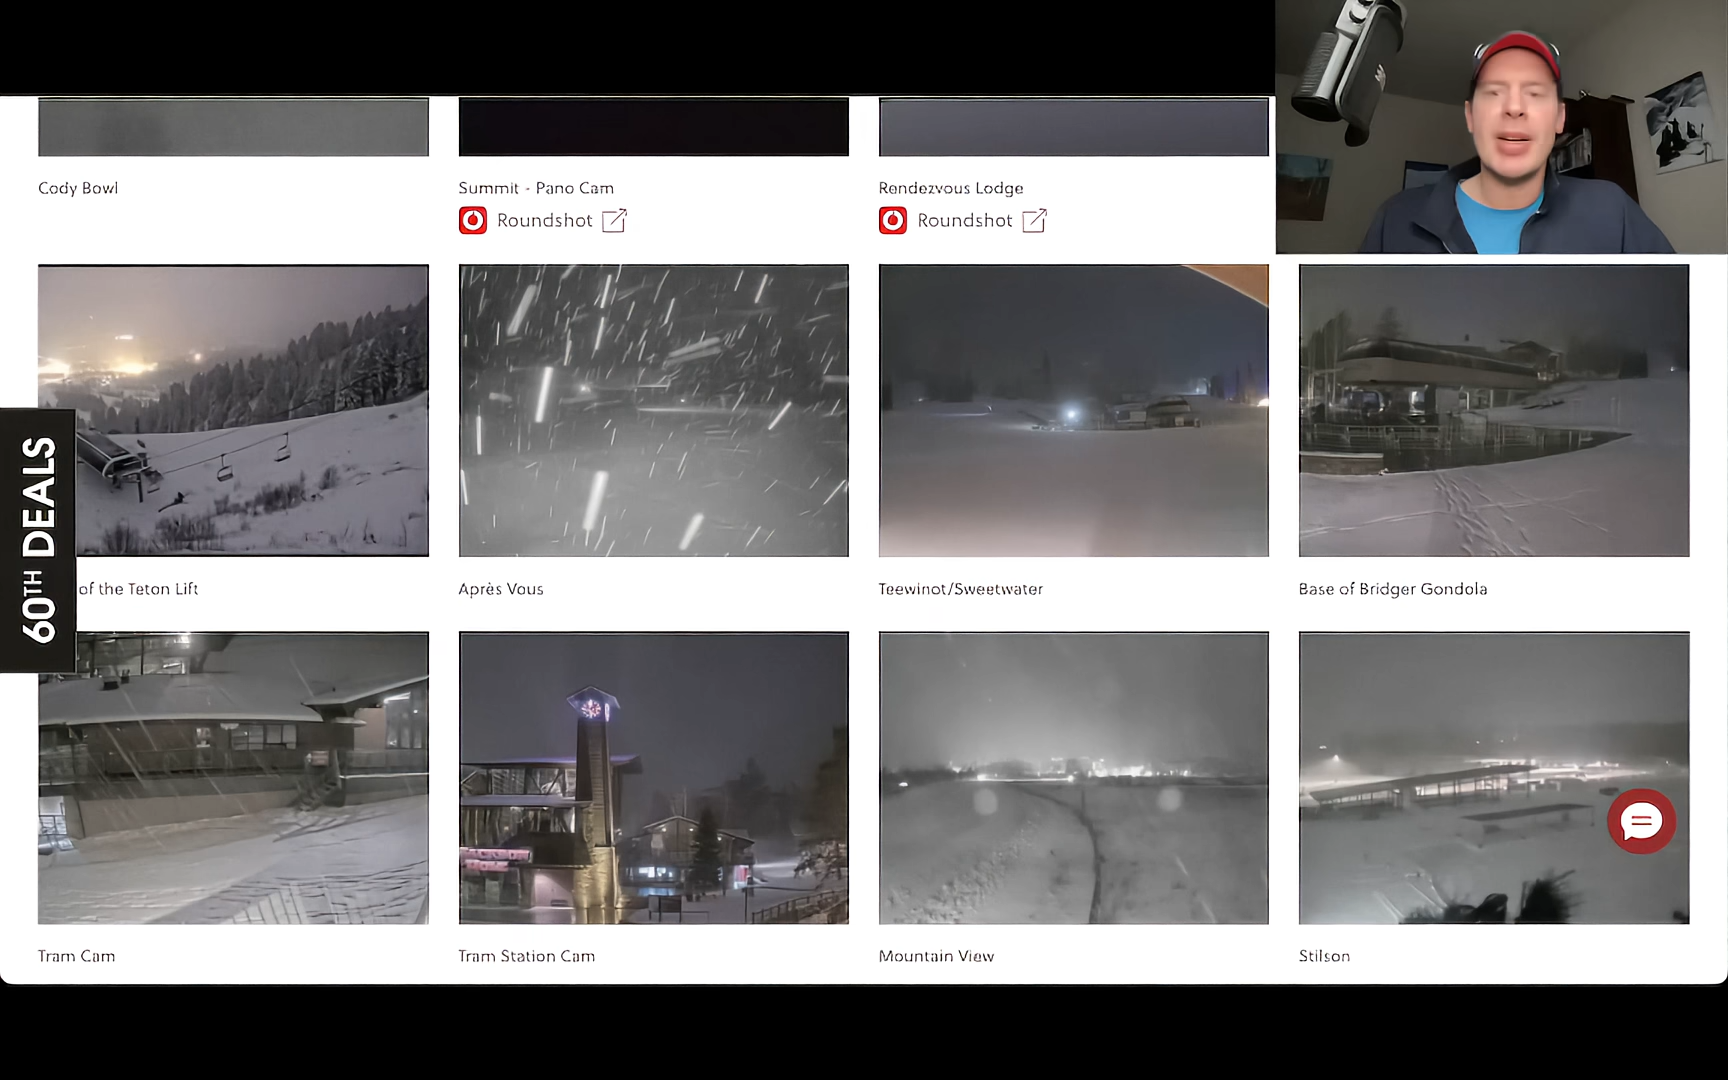 Cody Bowl
Summit - Pano Cam
Rendezvous Lodge
Roundshot
Roundshot
60TH DEALS
of the Teton Lift
Après Vous
Teewinot/Sweetwater
Base of Bridger Gondola
Tram Cam
Tram Station Cam
Mountain View
Stilson